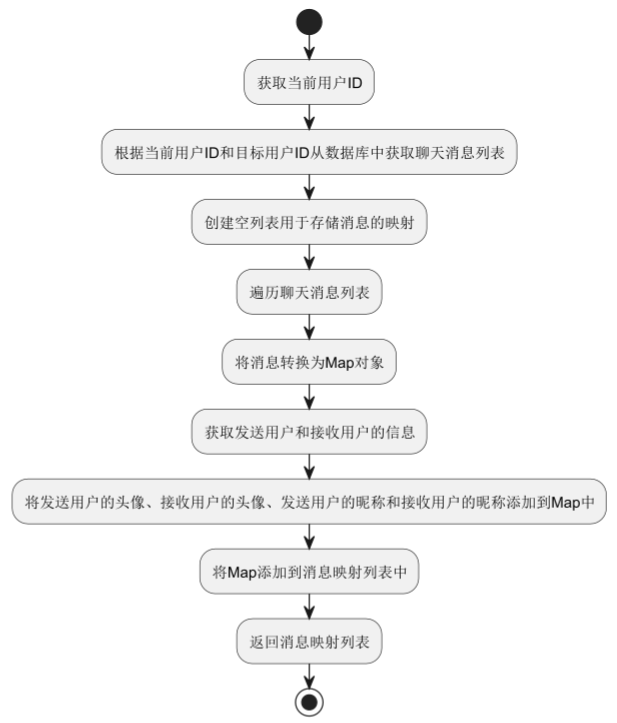 获取当前用户ID
根据当前用户ID和目标用户ID从数据库中获取聊天消息列表
创建空列表用于存储消息的映射
遍历聊天消息列表
将消息转换为Map对象
获取发送用户和接收用户的信息
将发送用户的头像、接收用户的头像、发送用户的昵称和接收用户的昵称添加到Map中
将Map添加到消息映射列表中
返回消息映射列表